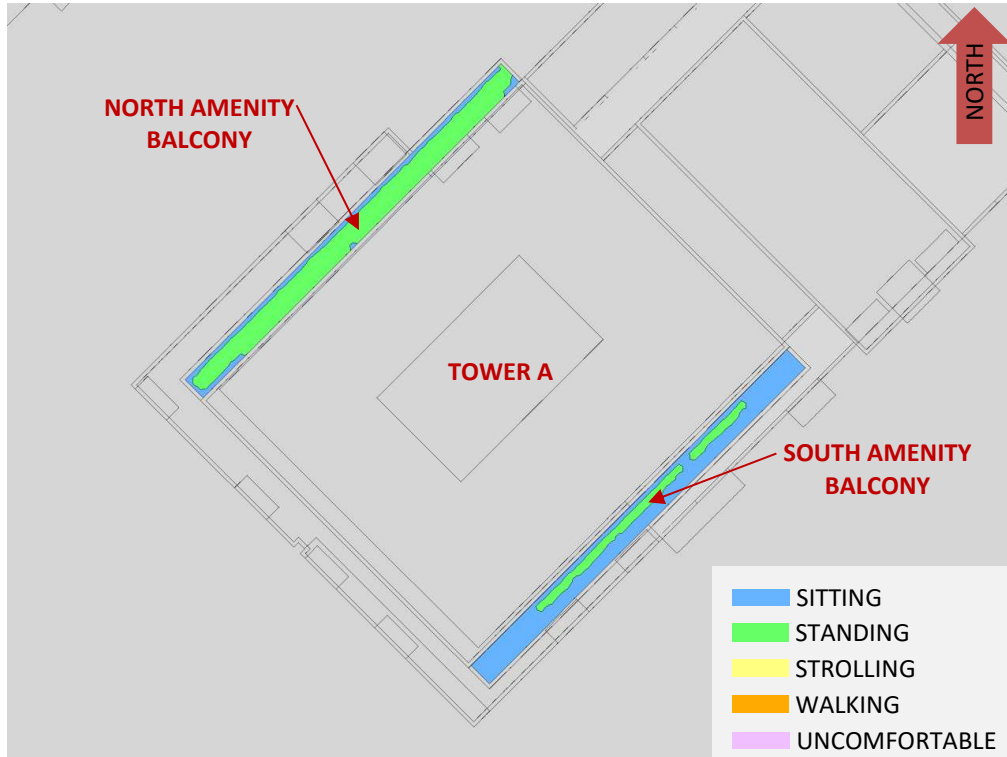 NORTH
NORTH AMENITY
BALCONY
TOWER A
SOUTH AMENITY
BALCONY
SITTING
STANDING
STROLLING
WALKING
UNCOMFORTABLE